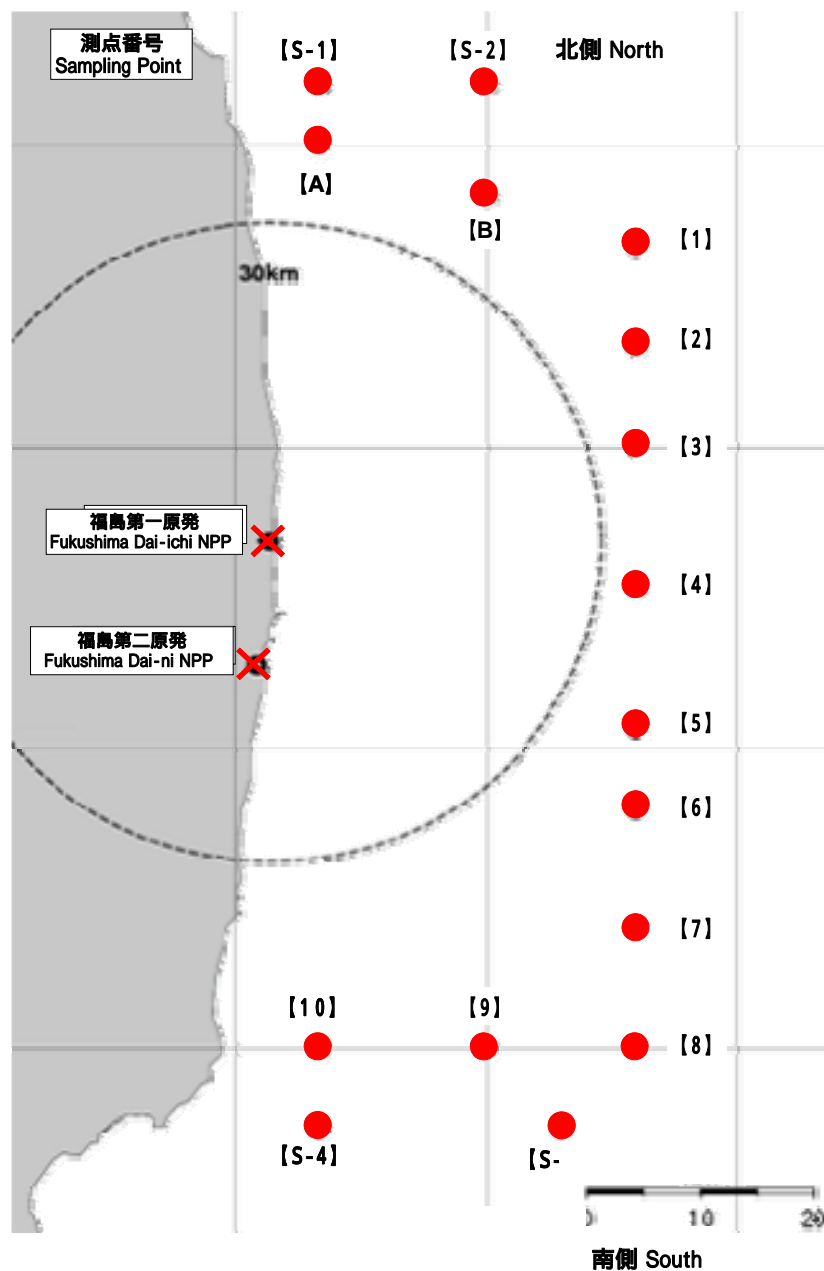 測点番号
Sampling Point
【S-1】
【S-2】
北側 North
【A】
【B】
【1】
30km
【2】
【3】
福島第一原発
Fukushima Dai-ichi NPP
【4】
福島第二原発
Fukushima Dai-ni NPP
【5】
【6】
【7】
【10】
【9】
【8】
【S-4】
【S-
0 10 20
南側 South